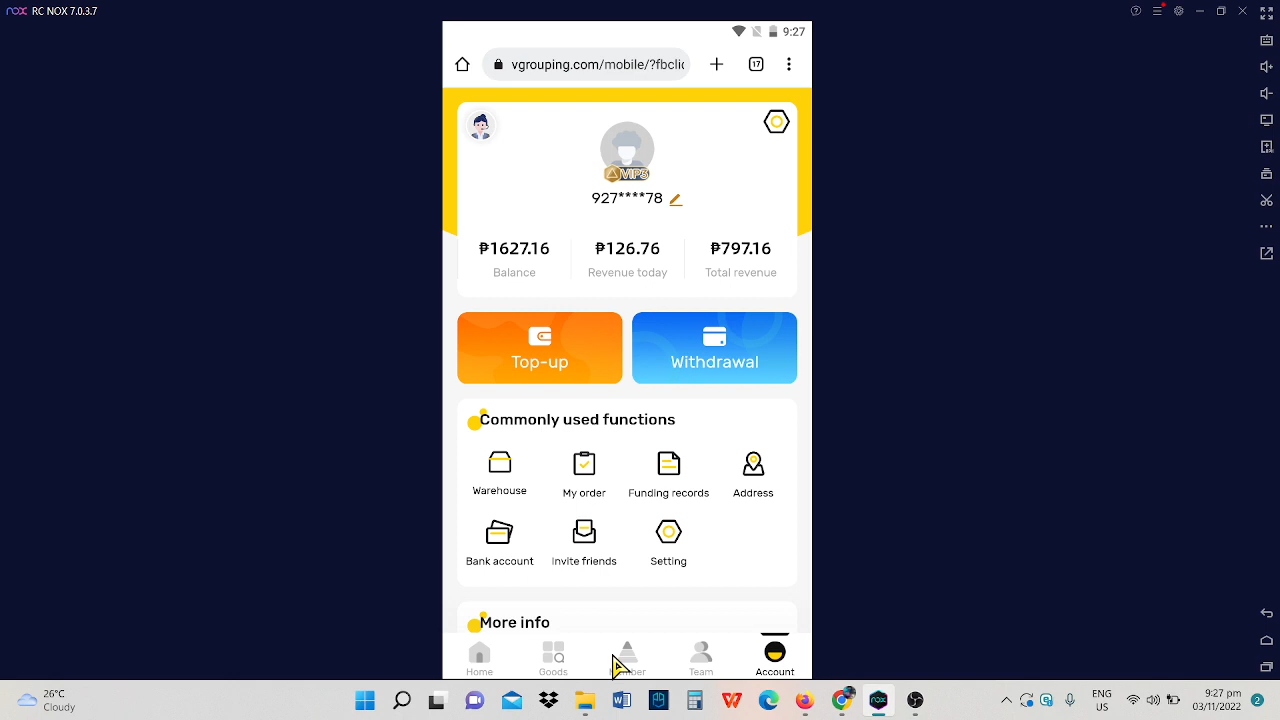 nox RC NOX 7.0.3.7
9:27
vgrouping.com/mobile/?fbclic
17
VIP3
927****78
₱1627.16 ₱126.76 ₱797.16
Balance Revenue today Total revenue
Top-up Withdrawal
Commonly used functions
Warehouse My order Funding records Address
Bank account Invite friends Setting
More info
Home Goods Team Account
26°C
Cloudy
ENG
US
9:27 pm
03/11/2022
2